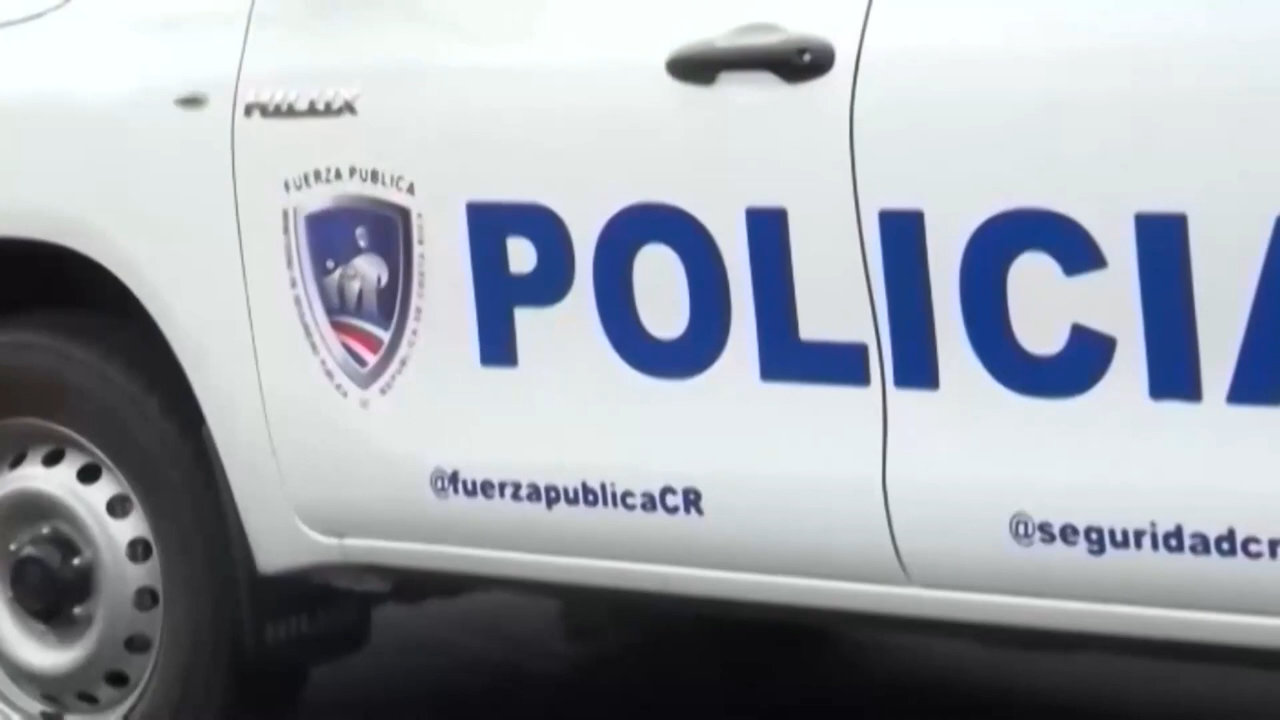 HILUX
FUERZA PUBLICA
POLICIA
@fuerzapublicaCR
@seguridadcr